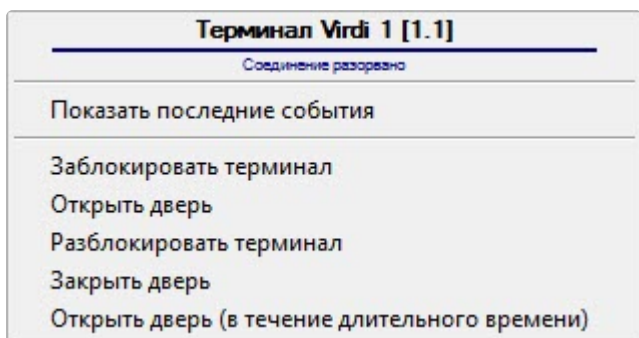 Терминал Virdi 1 [1.1]
Соединение разорвано
Показать последние события
Заблокировать терминал
Открыть дверь
Разблокировать терминал
Закрыть дверь
Открыть дверь (в течение длительного времени)